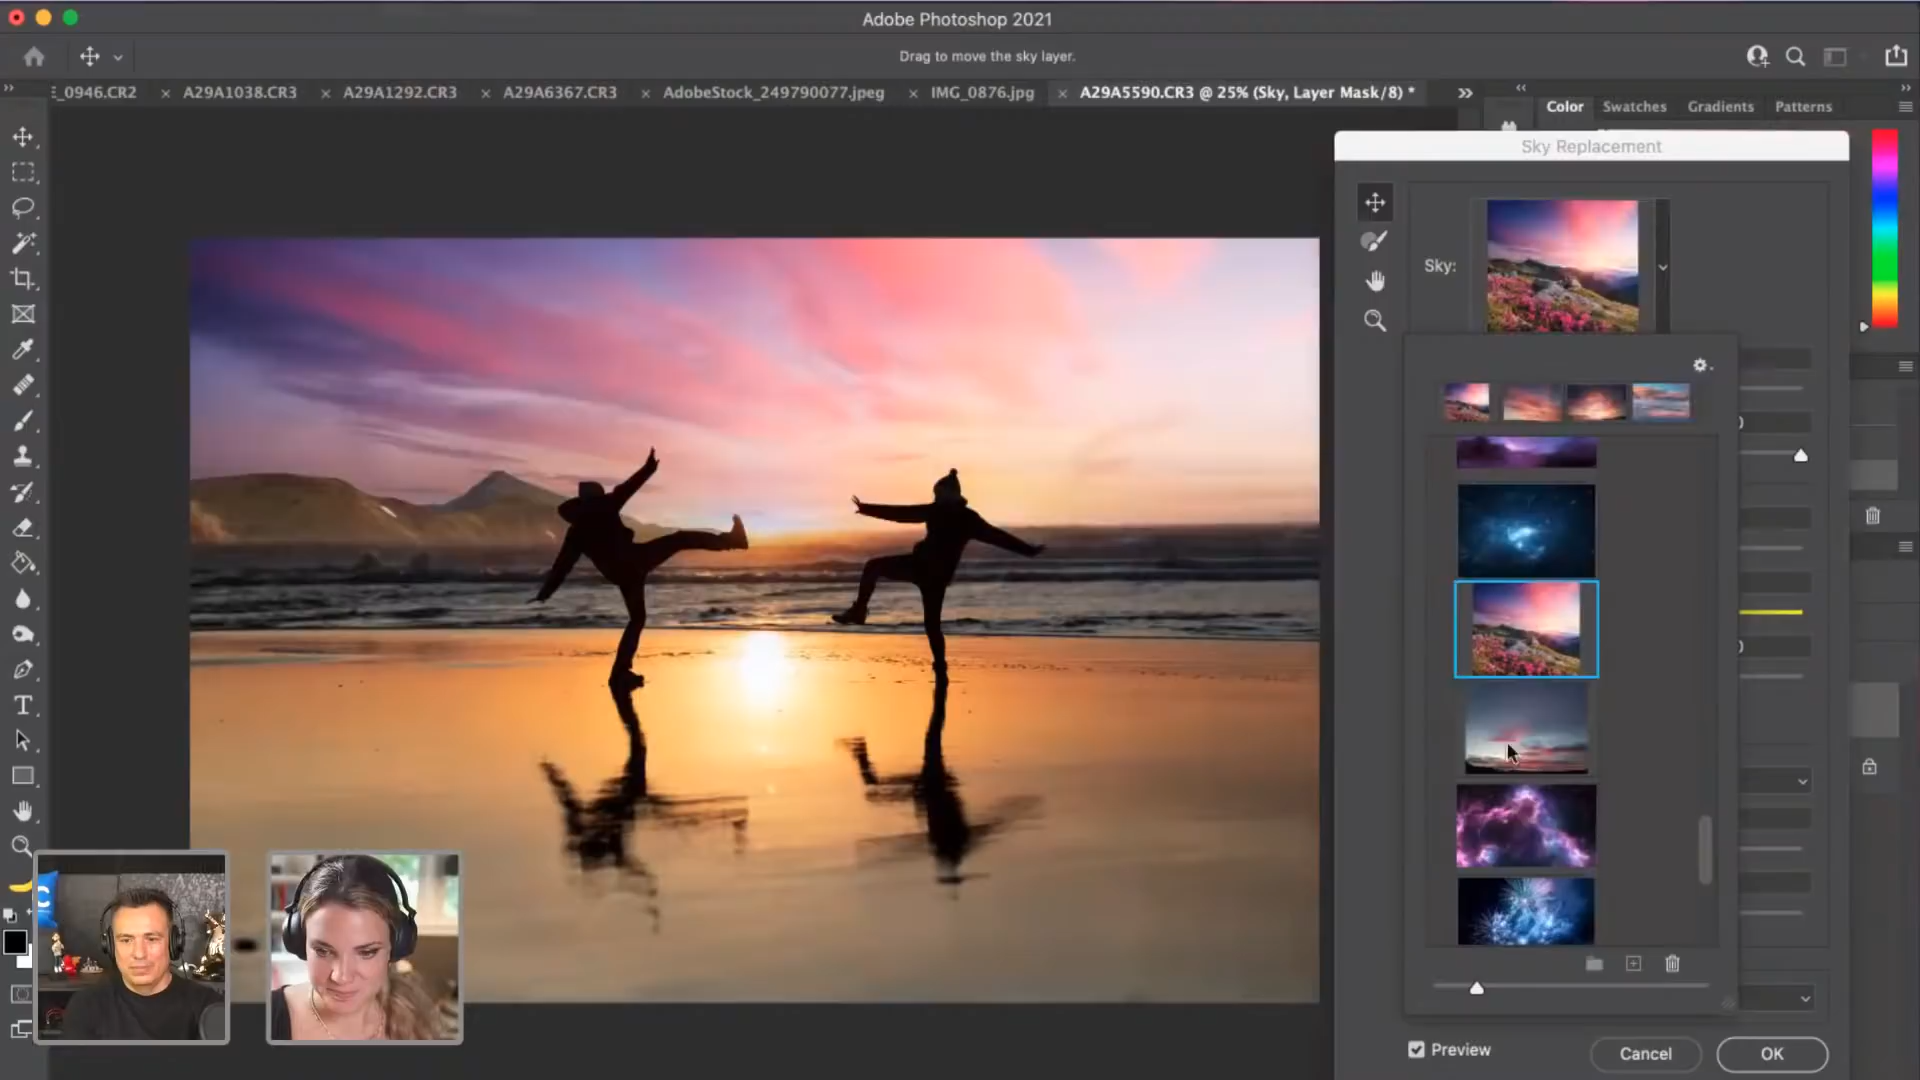 Adobe Photoshop 2021
Drag to move the sky layer.
_0946.CR2
A29A1038.CR3
A29A1292.CR3
A29A6367.CR3
AdobeStock_249790077.jpeg
IMG_0876.jpg
A29A5590.CR3 @ 25% (Sky, Layer Mask/8) *
Color
Swatches
Gradients
Patterns
Sky Replacement
Sky:
Preview
Cancel
OK